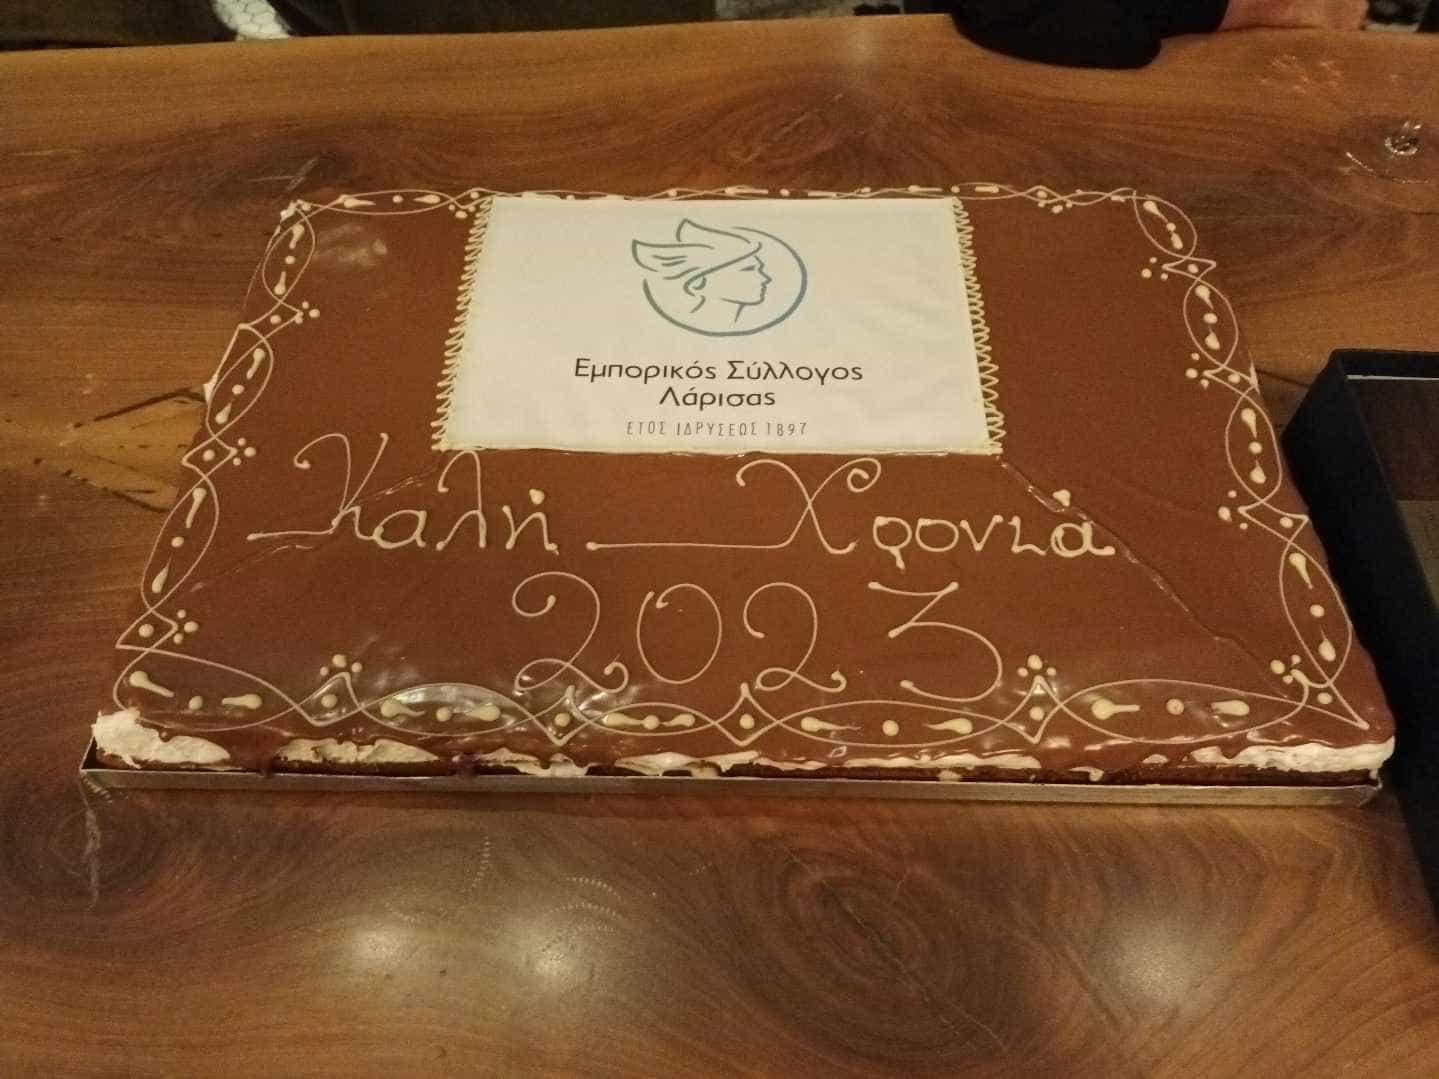 Εμπορικός Σύλλογος
Λάρισας
ΕΤΟΣ ΙΔΡΥΣΕΩΣ 1897
Καλή Χρονιά
2023